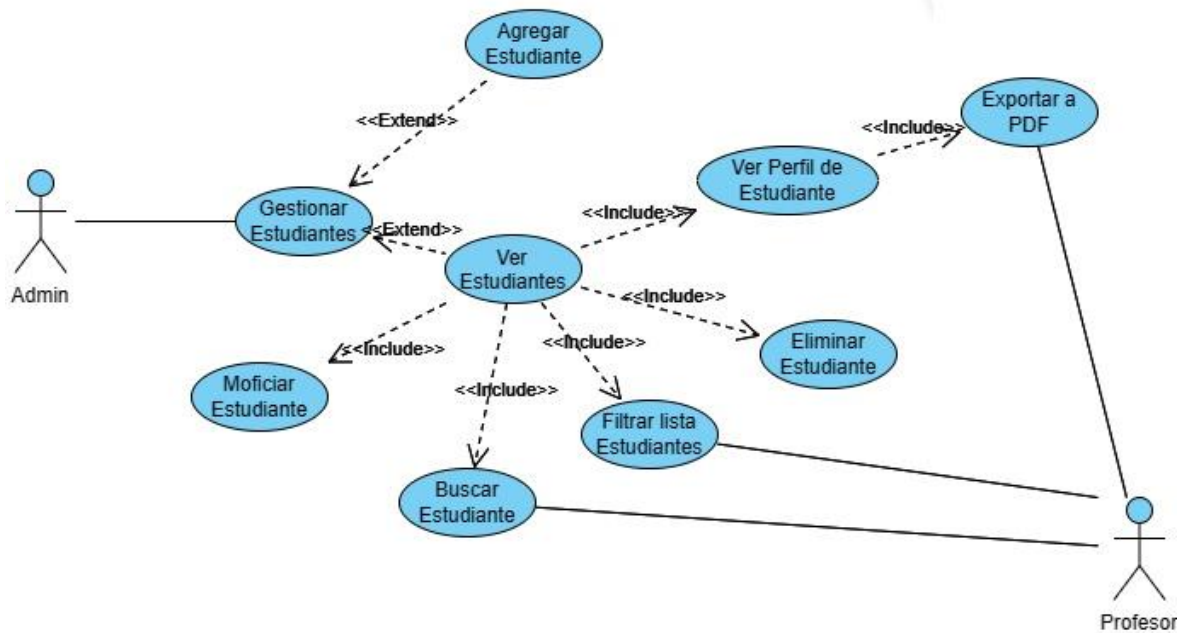 Agregar
Estudiante
<<Extend>>
Exportar a
PDF
<<Include>>
Ver Perfil de
Estudiante
Gestionar
Estudiantes
<<Extend>>
<<Include>>
Ver
Estudiantes
Admin
<<Include>>
<<Include>>
<<Include>>
Eliminar
Estudiante
Moficiar
Estudiante
<<Include>>
Filtrar lista
Estudiantes
Buscar
Estudiante
Profesor